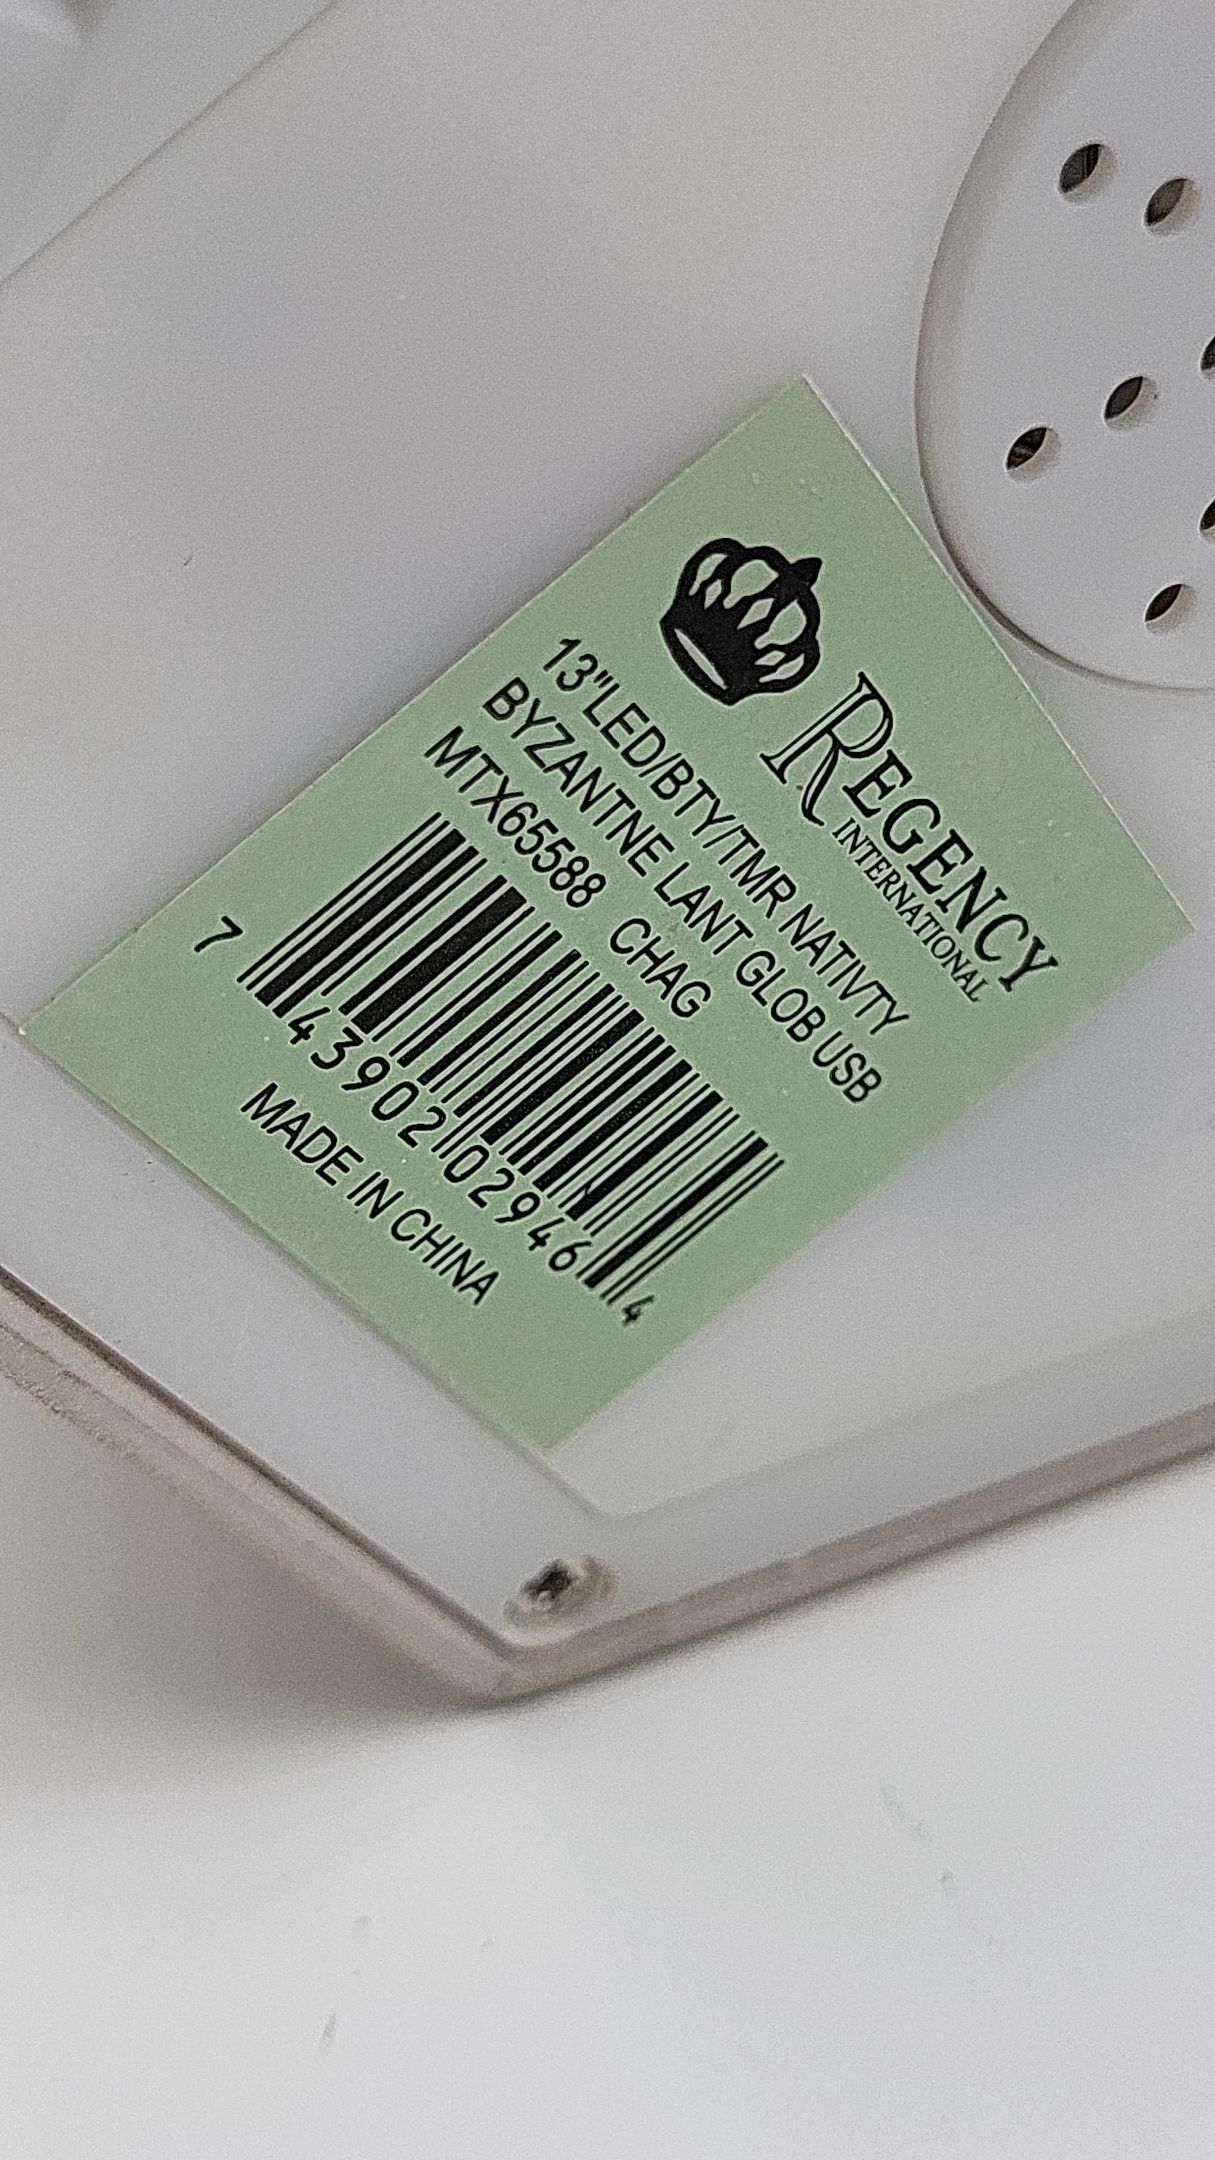 REGENCY
INTERNATIONAL
13"LED/BTY/TMR NATIVTY
BYZANTNE LANT GLOB USB
MTX65588 CHAG
7 43902 02946 4
MADE IN CHINA